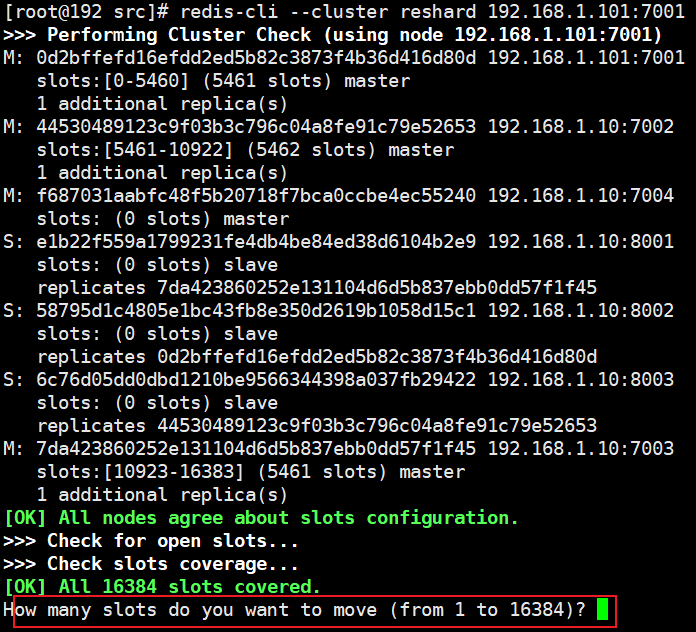 [root@192 src]# redis-cli --cluster reshard 192.168.1.101:7001
>>> Performing Cluster Check (using node 192.168.1.101:7001)
M: 0d2bffefd16efdd2ed5b82c3873f4b36d416d80d 192.168.1.101:7001
   slots:[0-5460] (5461 slots) master
   1 additional replica(s)
M: 44530489123c9f03b3c796c04a8fe91c79e52653 192.168.1.10:7002
   slots:[5461-10922] (5462 slots) master
   1 additional replica(s)
M: f687031aabfc48f5b20718f7bca0ccbe4ec55240 192.168.1.10:7004
   slots: (0 slots) master
S: e1b22f559a1799231fe4db4be84ed38d6104b2e9 192.168.1.10:8001
   slots: (0 slots) slave
   replicates 7da423860252e131104d6d5b837ebb0dd57f1f45
S: 58795d1c4805e1bc43fb8e350d2619b1058d15c1 192.168.1.10:8002
   slots: (0 slots) slave
   replicates 0d2bffefd16efdd2ed5b82c3873f4b36d416d80d
S: 6c76d05dd0dbd1210be9566344398a037fb29422 192.168.1.10:8003
   slots: (0 slots) slave
   replicates 44530489123c9f03b3c796c04a8fe91c79e52653
M: 7da423860252e131104d6d5b837ebb0dd57f1f45 192.168.1.10:7003
   slots:[10923-16383] (5461 slots) master
   1 additional replica(s)
[OK] All nodes agree about slots configuration.
>>> Check for open slots...
>>> Check slots coverage...
[OK] All 16384 slots covered.
How many slots do you want to move (from 1 to 16384)?